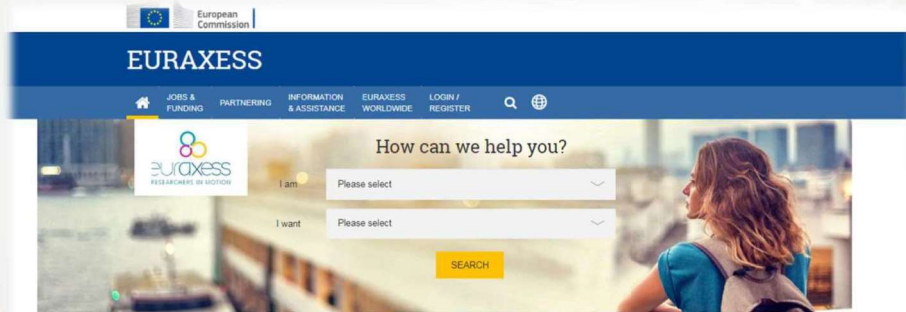 European
Commission
EURAXESS
JOBS &
FUNDING
PARTNERING
INFORMATION
& ASSISTANCE
EURAXESS
WORLDWIDE
LOGIN /
REGISTER
How can we help you?
euraxess
RESEARCHERS IN MOTION
I am
Please select
I want
Please select
SEARCH